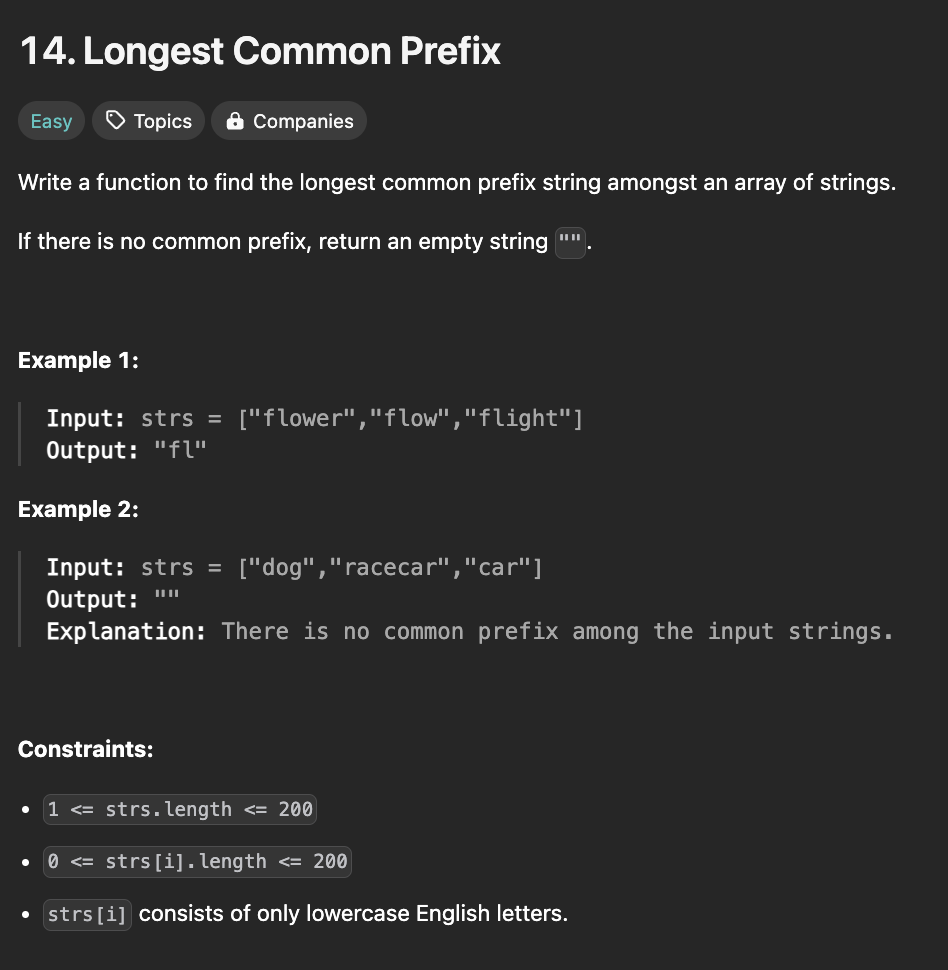 14. Longest Common Prefix
Easy Topics Companies
Write a function to find the longest common prefix string amongst an array of strings.
If there is no common prefix, return an empty string "".
Example 1:
Input: strs = ["flower","flow","flight"]
Output: "fl"
Example 2:
Input: strs = ["dog","racecar","car"]
Output: ""
Explanation: There is no common prefix among the input strings.
Constraints:
• 1 <= strs.length <= 200
• 0 <= strs[i].length <= 200
• strs[i] consists of only lowercase English letters.